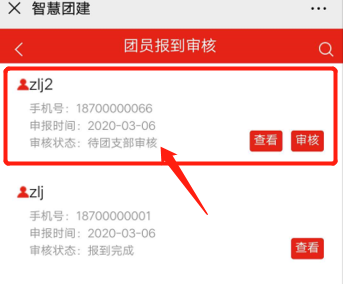 智慧团建
团员报到审核
zlj2
手机号：18700000066
申报时间：2020-03-06
审核状态：待团支部审核
查看 审核
zlj
手机号：18700000001
申报时间：2020-03-06
审核状态：报到完成
查看